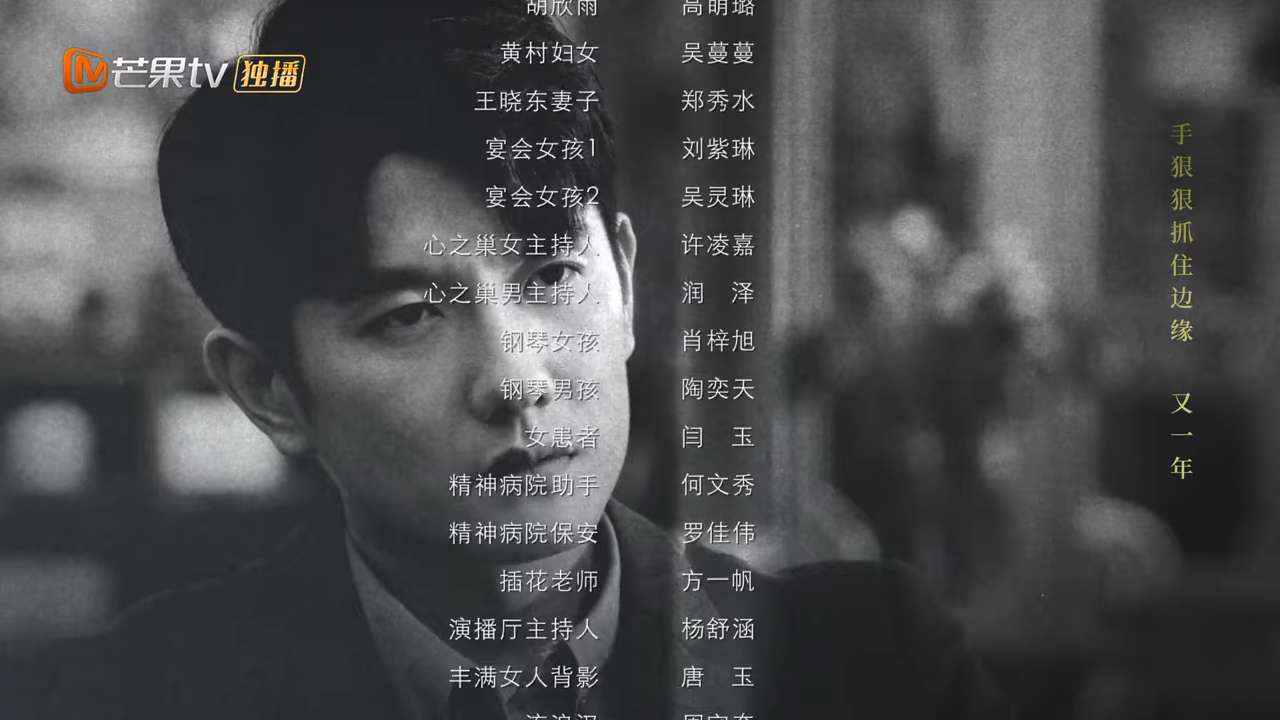 芒果tv 独播
胡欣雨 高萌璐
黄村妇女 吴蔓蔓
王晓东妻子 郑秀水
宴会女孩1 刘紫琳
宴会女孩2 吴灵琳
心之巢女主持人 许凌嘉
心之巢男主持人 润 泽
钢琴女孩 肖梓旭
钢琴男孩 陶奕天
女患者 闫 玉
精神病院助手 何文秀
精神病院保安 罗佳伟
插花老师 方一帆
演播厅主持人 杨舒涵
丰满女人背影 唐 玉
手狠狠抓住边缘 又一年